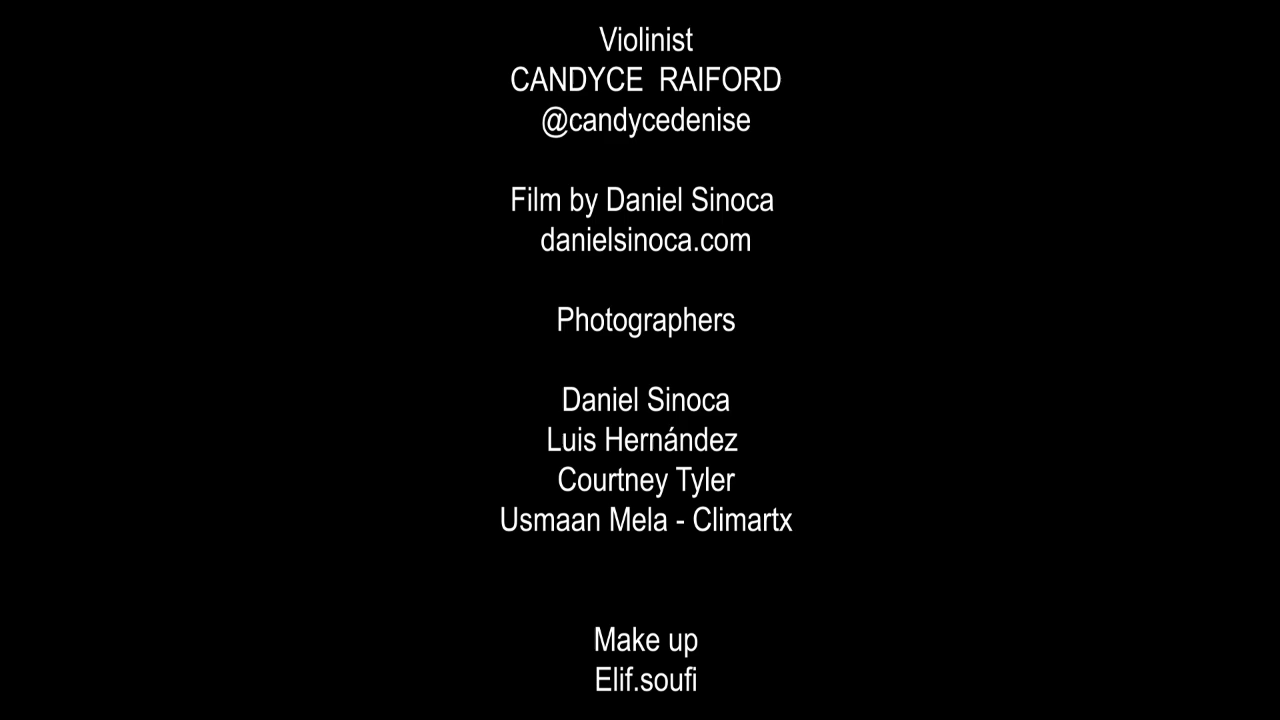 Violinist
CANDYCE RAIFORD
@candycedenise
Film by Daniel Sinoca
danielsinoca.com
Photographers
Daniel Sinoca
Luis Hernández
Courtney Tyler
Usmaan Mela - Climartx
Make up
Elif.soufi